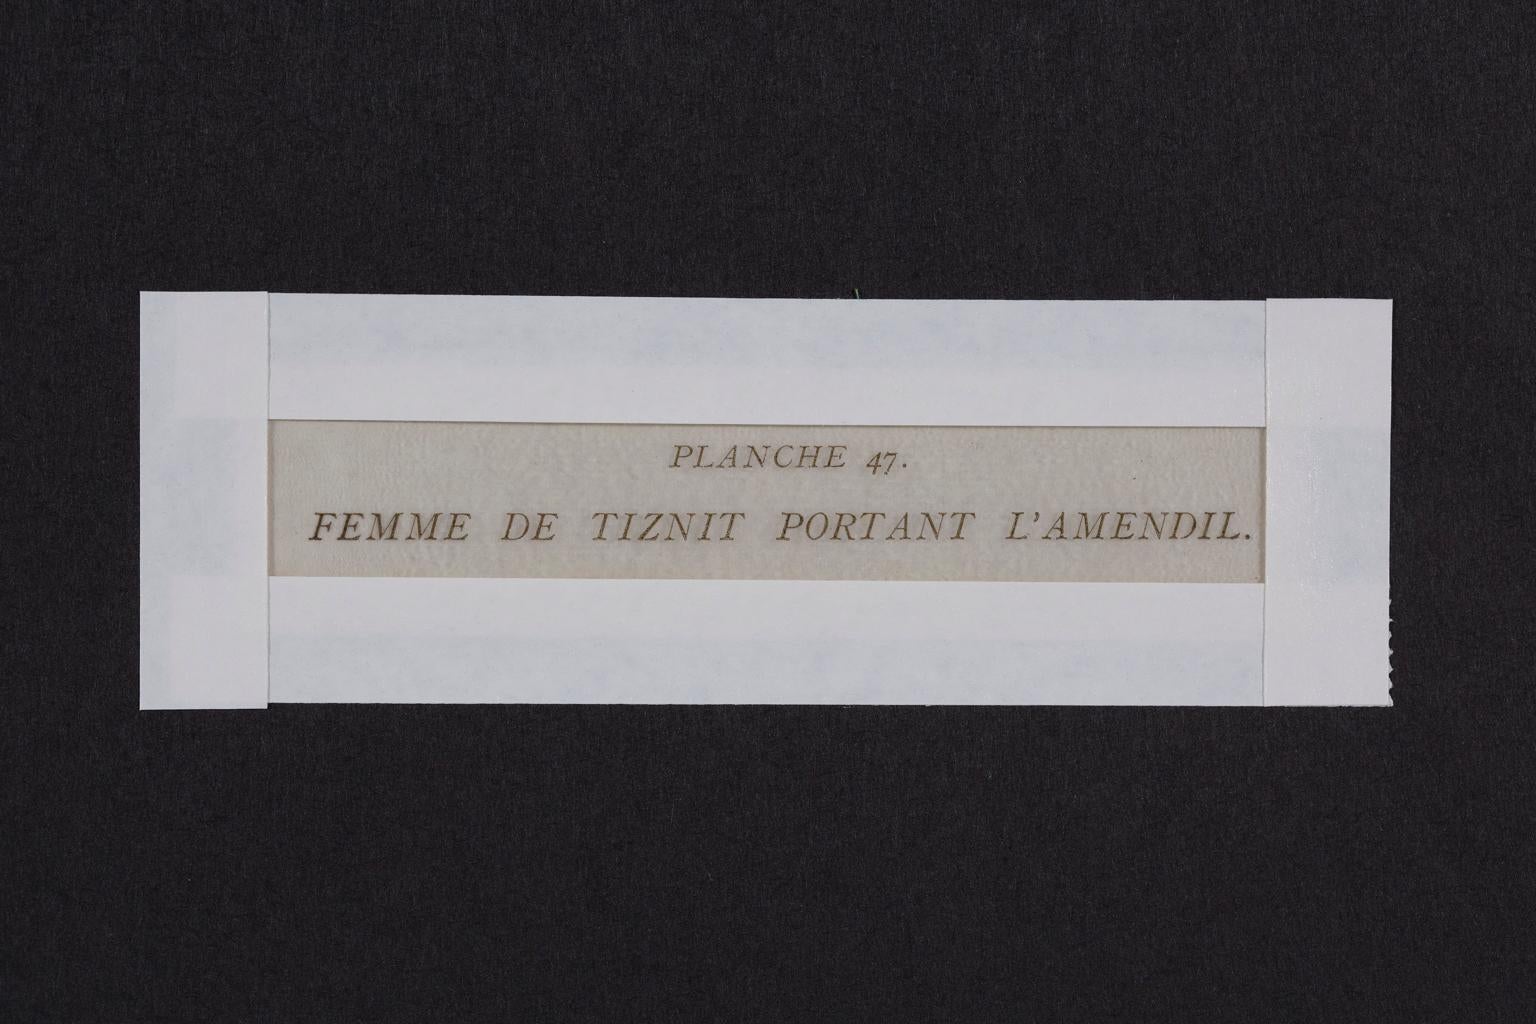 PLANCHE 47.
FEMME DE TIZNIT PORTANT L'AMENDIL.